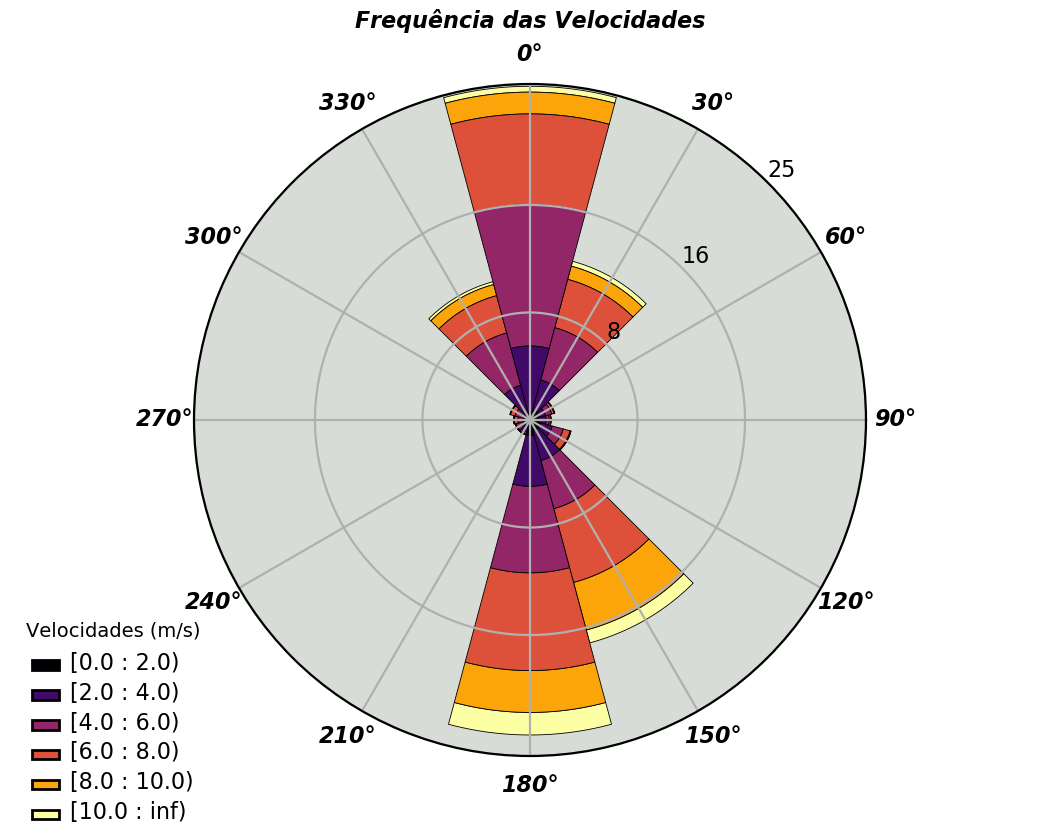 Frequência das Velocidades
0°
330°
30°
25
300°
60°
16
8
270°
90°
240°
120°
210°
150°
180°
Velocidades (m/s)
[0.0 : 2.0)
[2.0 : 4.0)
[4.0 : 6.0)
[6.0 : 8.0)
[8.0 : 10.0)
[10.0 : inf)